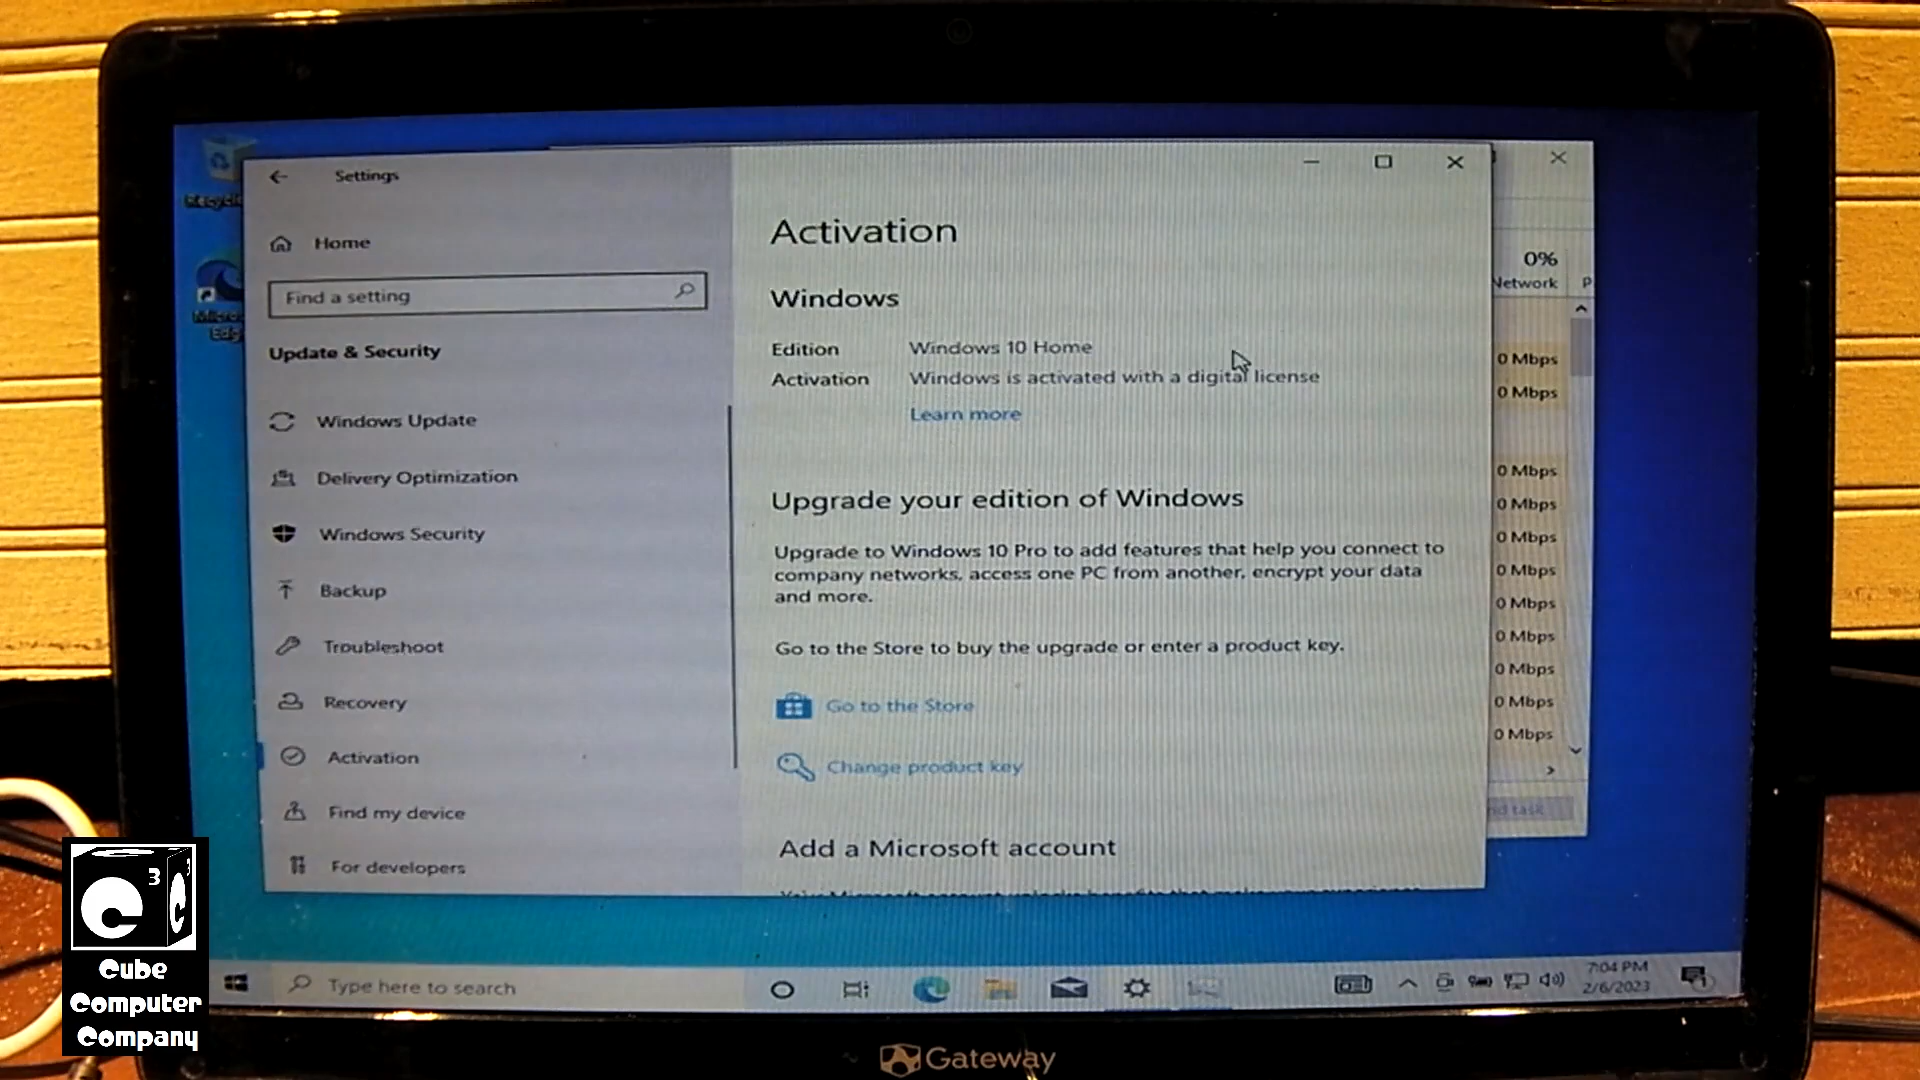 Settings
Home
Find a setting
Update & Security
Windows Update
Delivery Optimization
Windows Security
Backup
Troubleshoot
Recovery
Activation
Find my device
For developers
Activation
Windows
Edition Windows 10 Home
Activation Windows is activated with a digital license
Learn more
Upgrade your edition of Windows
Upgrade to Windows 10 Pro to add features that help you connect to
company networks, access one PC from another, encrypt your data
and more.
Go to the Store to buy the upgrade or enter a product key.
Go to the Store
Change product key
Add a Microsoft account
0%
Network P
0 Mbps
0 Mbps
0 Mbps
0 Mbps
0 Mbps
0 Mbps
0 Mbps
0 Mbps
0 Mbps
0 Mbps
0 Mbps
Type here to search
7:04 PM
2/6/2023
Gateway
C 3 C 3
Cube
Computer
Company